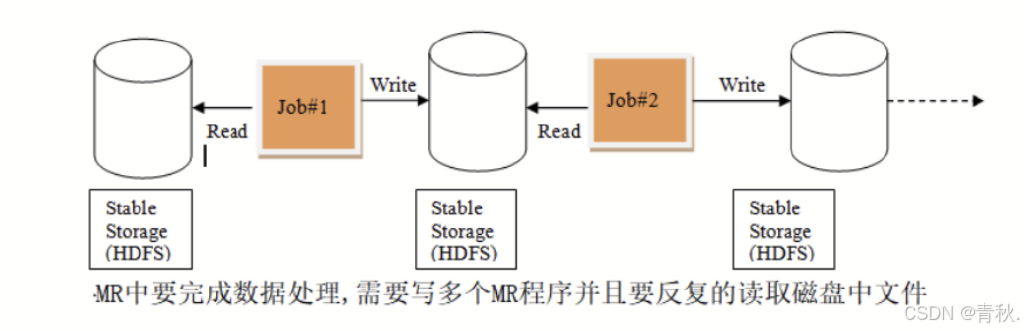 Job#1
Write
Read
Job#2
Write
Read
Stable
Storage
(HDFS)
Stable
Storage
(HDFS)
Stable
Storage
(HDFS)
MR中要完成数据处理,需要写多个MR程序并且要反复的读取磁盘中文件
CSDN @青秋.